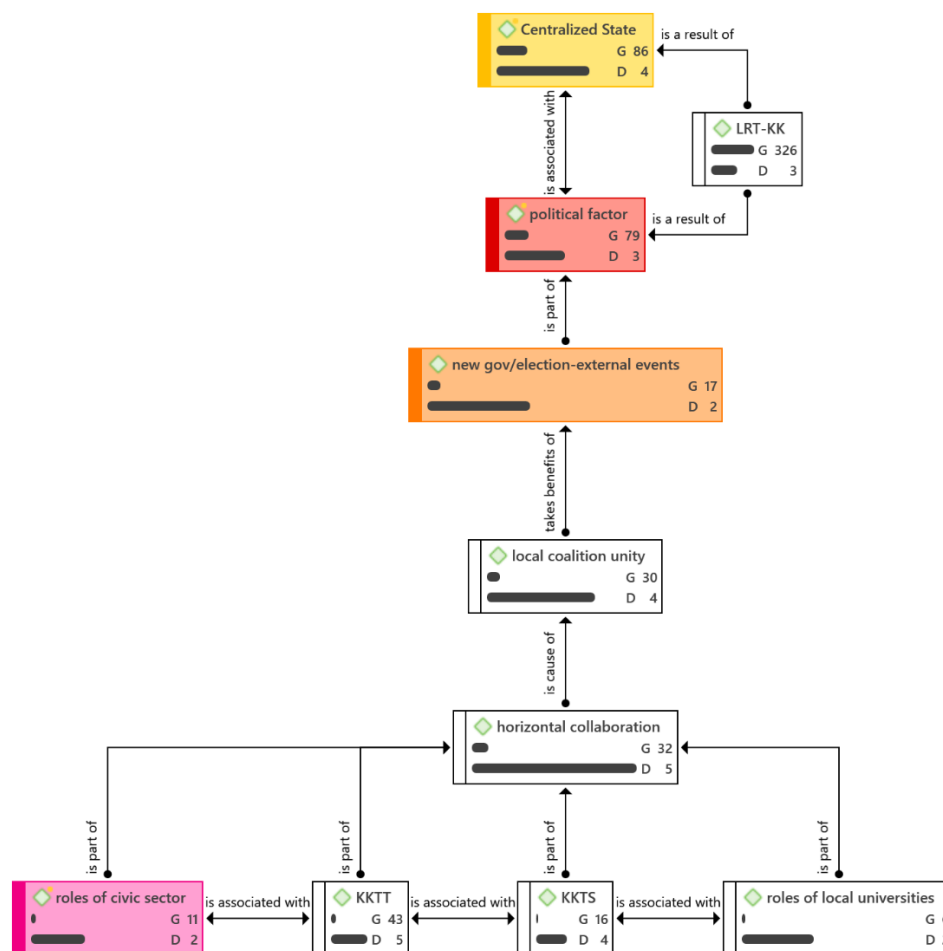 Centralized State
G 86
D 4
is a result of
LRT-KK
G 326
D 3
is associated with
political factor
G 79
D 3
is a result of
is part of
new gov/election-external events
G 17
D 2
takes benefits of
local coalition unity
G 30
D 4
is cause of
horizontal collaboration
G 32
D 5
is part of
is part of
is part of
is part of
roles of civic sector
G 11
D 2
is associated with
KKTT
G 43
D 5
is associated with
KKTS
G 16
D 4
is associated with
roles of local universities
G
D